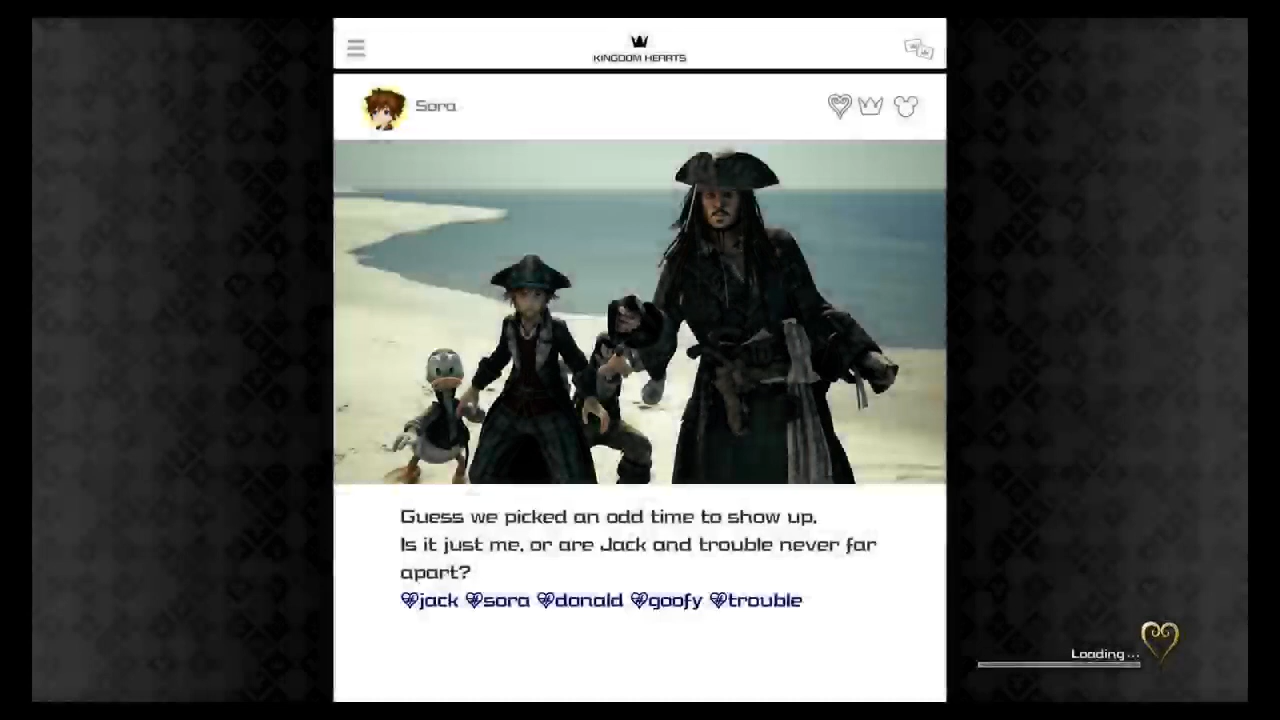 KINGDOM HEARTS
Sora
Guess we picked an odd time to show up.
Is it just me, or are Jack and trouble never far
apart?
jack sora donald goofy trouble
Loading...